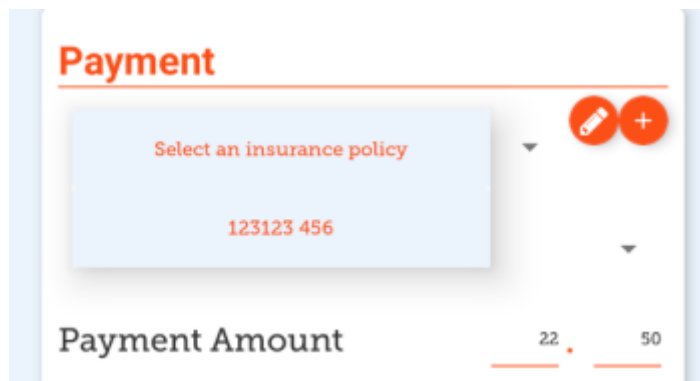 Payment
+
Select an insurance policy
123123 456
Payment Amount 22 . 50